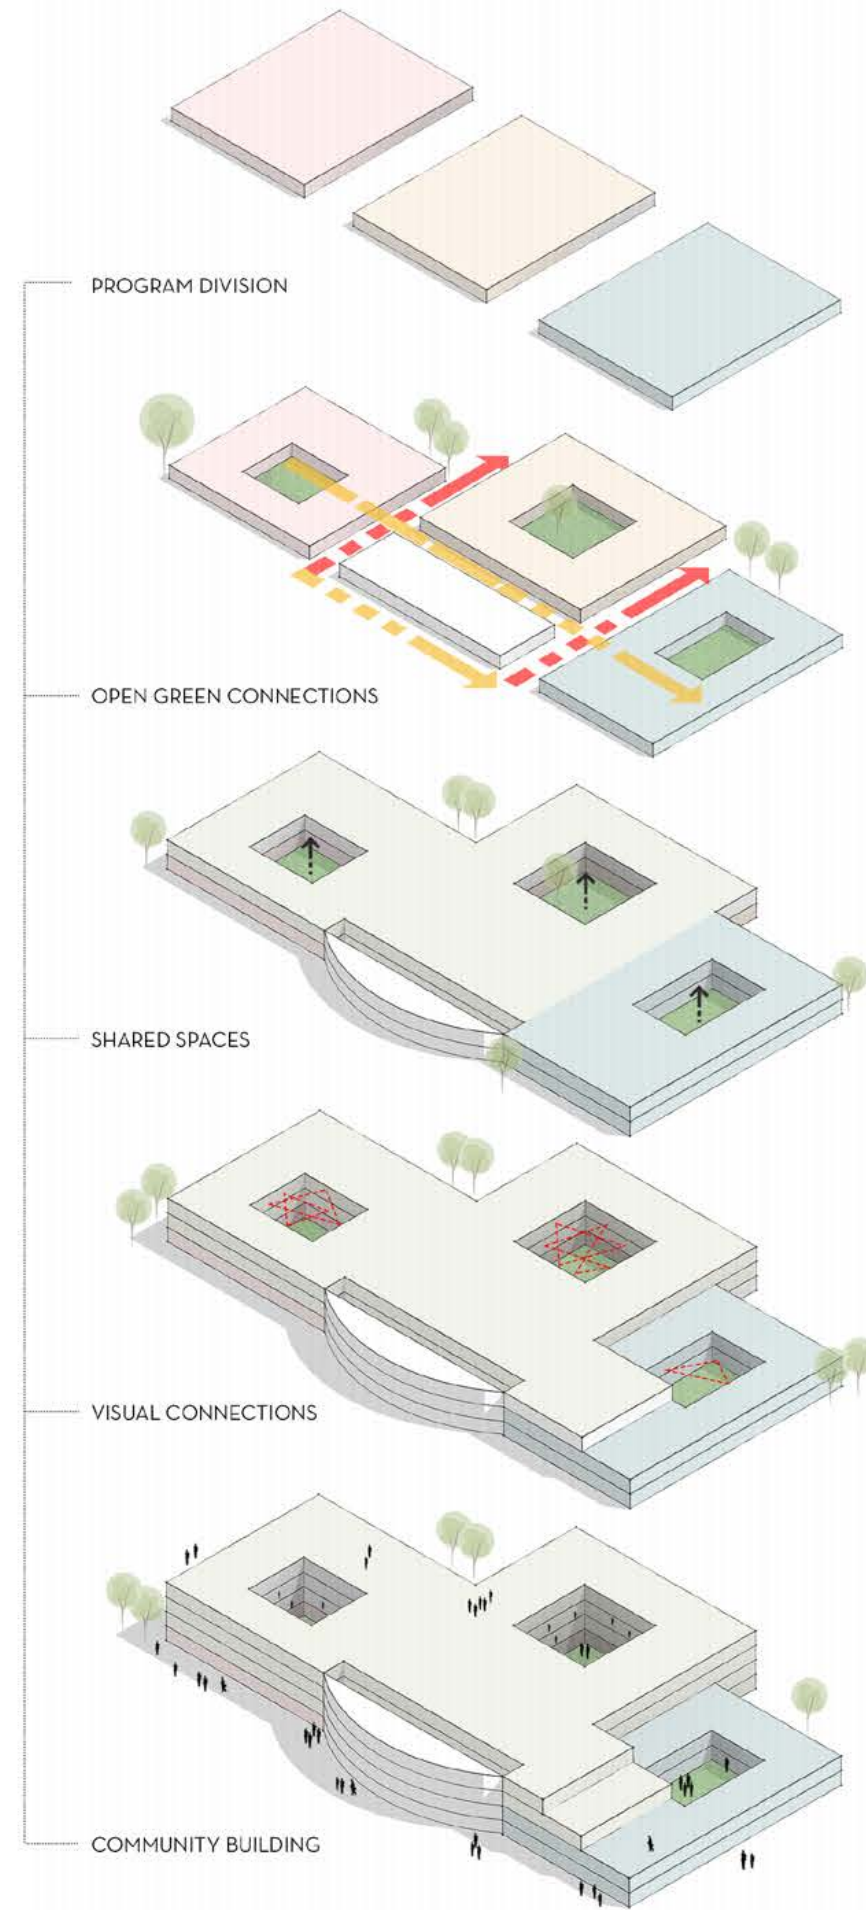 PROGRAM DIVISION
OPEN GREEN CONNECTIONS
SHARED SPACES
VISUAL CONNECTIONS
COMMUNITY BUILDING